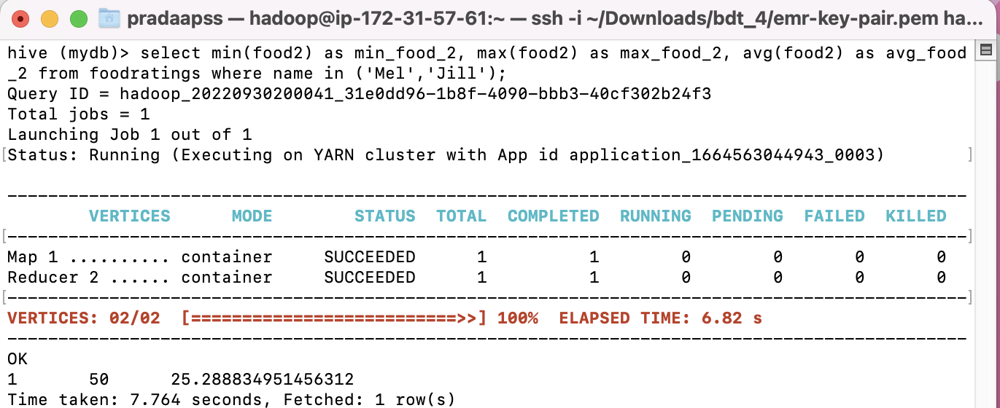 pradaapss — hadoop@ip-172-31-57-61:~ — ssh -i ~/Downloads/bdt_4/emr-key-pair.pem ha...
hive (mydb)> select min(food2) as min_food_2, max(food2) as max_food_2, avg(food2) as avg_food
_2 from foodratings where name in ('Mel','Jill');
Query ID = hadoop_20220930200041_31e0dd96-1b8f-4090-bbb3-40cf302b24f3
Total jobs = 1
Launching Job 1 out of 1
[Status: Running (Executing on YARN cluster with App id application_1664563044943_0003) ]
----------------------------------------------------------------------------------------------
        VERTICES      MODE        STATUS  TOTAL  COMPLETED  RUNNING  PENDING  FAILED  KILLED
[----------------------------------------------------------------------------------------------]
Map 1 .......... container     SUCCEEDED      1          1        0        0       0       0
Reducer 2 ...... container     SUCCEEDED      1          1        0        0       0       0
[----------------------------------------------------------------------------------------------]
VERTICES: 02/02  [==========================>>] 100%  ELAPSED TIME: 6.82 s
----------------------------------------------------------------------------------------------
OK
1       50      25.288834951456312
Time taken: 7.764 seconds, Fetched: 1 row(s)